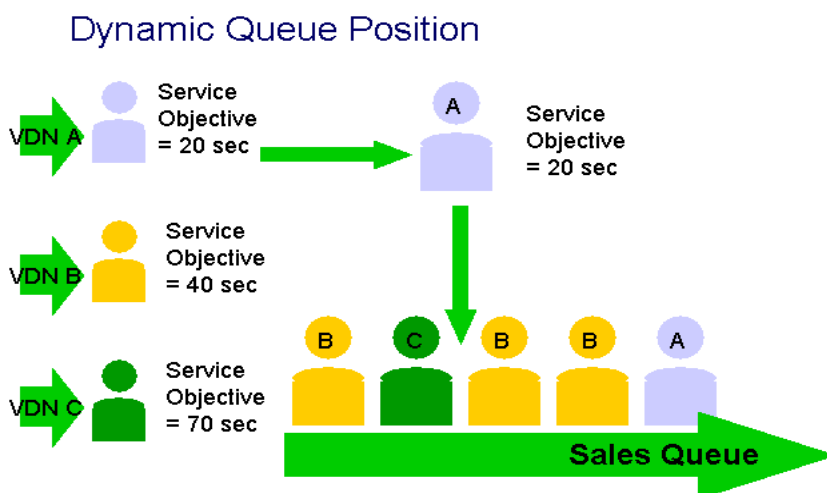 Dynamic Queue Position
VDN A
Service
Objective
= 20 sec
A
Service
Objective
= 20 sec
VDN B
Service
Objective
= 40 sec
VDN C
Service
Objective
= 70 sec
B
C
B
B
A
Sales Queue